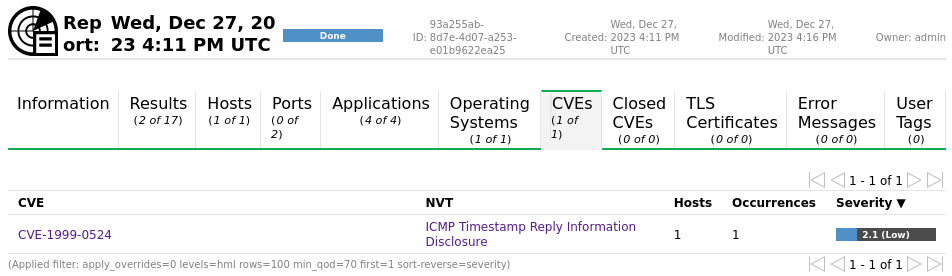 Rep Wed, Dec 27, 20
ort: 23 4:11 PM UTC
Done
93a255ab-
ID: 8d7e-4d07-a253-
e01b9622ea25
Wed, Dec 27,
Created: 2023 4:11 PM
UTC
Wed, Dec 27,
Modified: 2023 4:16 PM
UTC
Owner: admin
Information
Results
(2 of 17)
Hosts
(1 of 1)
Ports
(0 of
2)
Applications
(4 of 4)
Operating
Systems
(1 of 1)
CVEs
(1 of
1)
Closed
CVEs
(0 of 0)
TLS
Certificates
(0 of 0)
Error
Messages
(0 of 0)
User
Tags
(0)
1 - 1 of 1
CVE NVT Hosts Occurrences Severity ▼
CVE-1999-0524 ICMP Timestamp Reply Information 1 1 2.1 (Low)
Disclosure
(Applied filter: apply_overrides=0 levels=hml rows=100 min_qod=70 first=1 sort-reverse=severity) 1 - 1 of 1